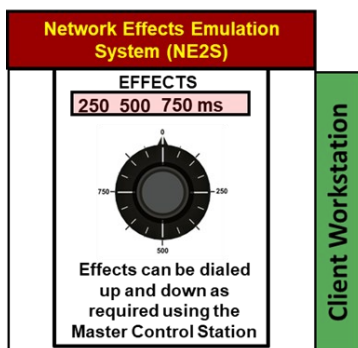 Network Effects Emulation
System (NE2S)
EFFECTS
250 500 750 ms
0
750
250
500
Effects can be dialed
up and down as
required using the
Master Control Station
Client Workstation